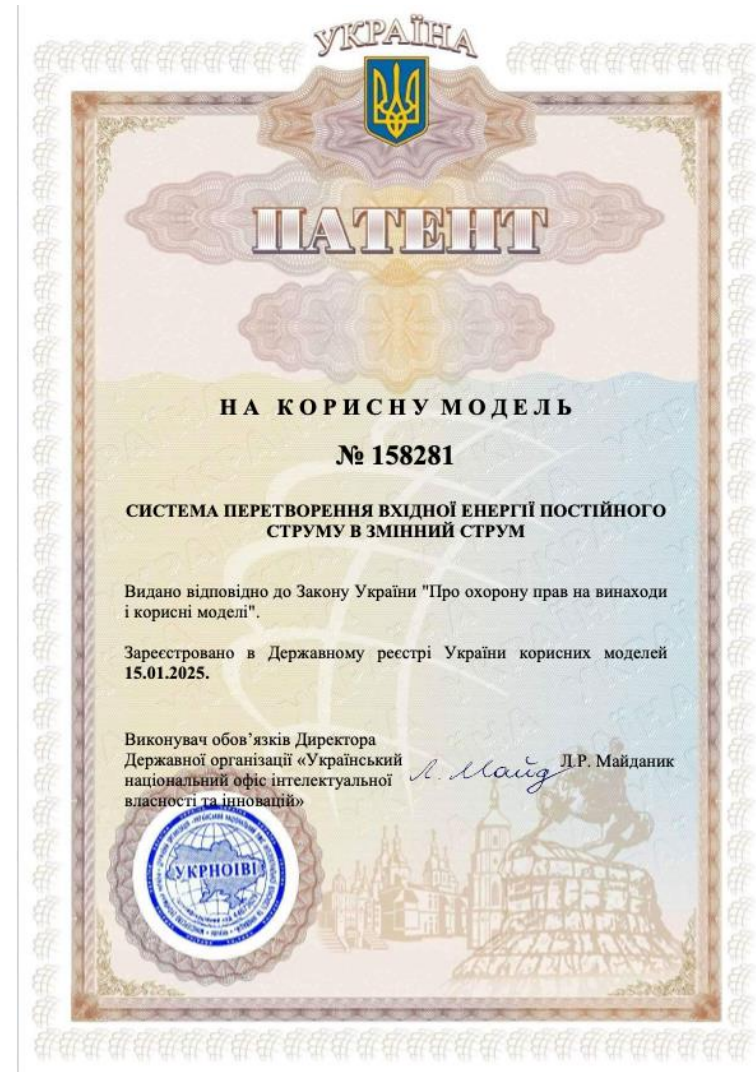 УКРАЇНА
ПАТЕНТ
НА КОРИСНУ МОДЕЛЬ
№ 158281
СИСТЕМА ПЕРЕТВОРЕННЯ ВХІДНОЇ ЕНЕРГІЇ ПОСТІЙНОГО
СТРУМУ В ЗМІННИЙ СТРУМ
Видано відповідно до Закону України "Про охорону прав на винаходи
і корисні моделі".
Зареєстровано в Державному реєстрі України корисних моделей
15.01.2025.
Виконувач обов’язків Директора
Державної організації «Український
національний офіс інтелектуальної
власності та інновацій»
Л. Майд
Л.Р. Майданик
УКРНОІВІ